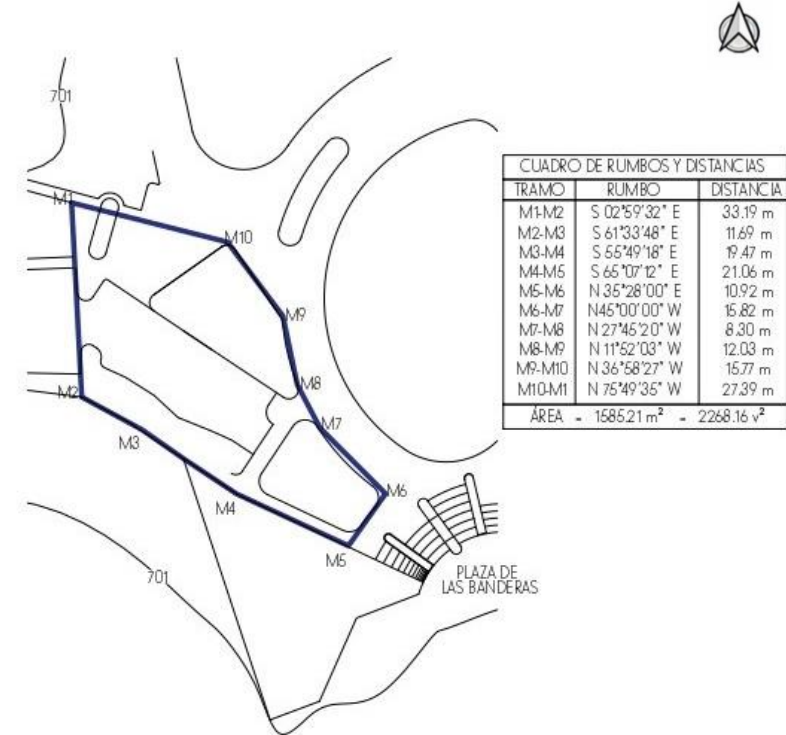 701
M1
M10
M9
M8
M2
M7
M3
M6
M4
M5
701
PLAZA DE
LAS BANDERAS
CUADRO DE RUMBOS Y DISTANCIAS
TRAMO RUMBO DISTANCIA
M1-M2 S 02°59'32" E 33.19 m
M2-M3 S 61°33'48" E 11.69 m
M3-M4 S 55°49'18" E 19.47 m
M4-M5 S 65°07'12" E 21.06 m
M5-M6 N 35°28'00" E 10.92 m
M6-M7 N45°00'00" W 15.82 m
M7-M8 N 27°45'20" W 8.30 m
M8-M9 N 11°52'03" W 12.03 m
M9-M10 N 36°58'27" W 15.77 m
M10-M1 N 75°49'35" W 27.39 m
ÁREA = 1585.21 m² = 2268.16 v²